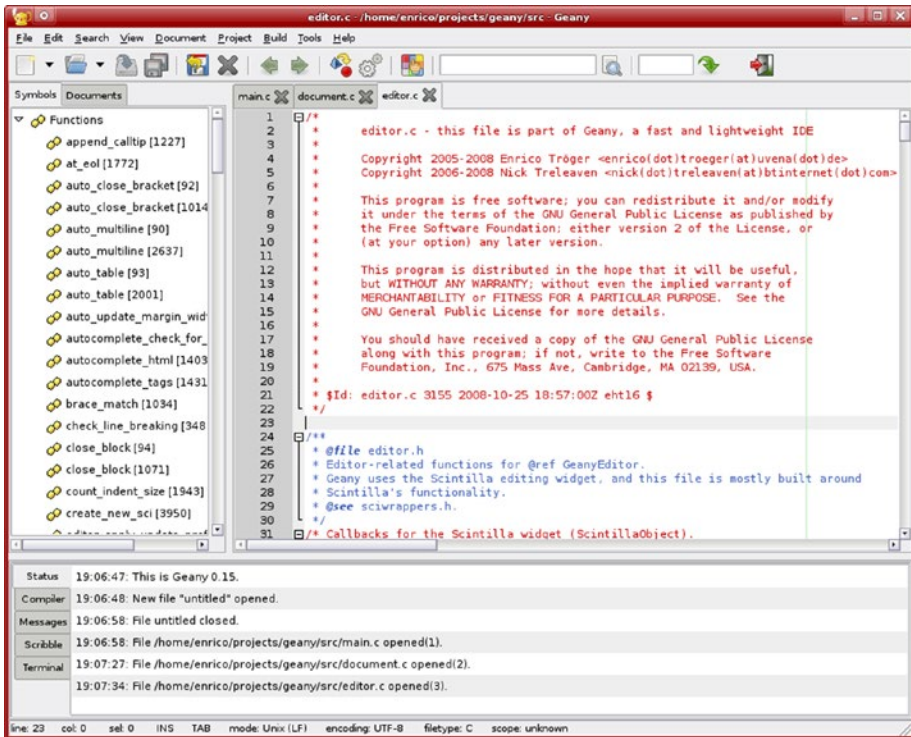 editor.c - /home/enrico/projects/geany/src - Geany
File Edit Search View Document Project Build Tools Help
Symbols Documents
main.c document.c editor.c
Functions
append_calltip [1227]
at_eol [1772]
auto_close_bracket [92]
auto_close_bracket [1014
auto_multiline [90]
auto_multiline [2637]
auto_table [93]
auto_table [2001]
auto_update_margin_wid
autocomplete_check_for_
autocomplete_html [1403
autocomplete_tags [1431
brace_match [1034]
check_line_breaking [348
close_block [94]
close_block [1071]
count_indent_size [1943]
create_new_sci [3950]
1 /*
2 * editor.c - this file is part of Geany, a fast and lightweight IDE
3 *
4 * Copyright 2005-2008 Enrico Tröger <enrico(dot)troeger(at)uvena(dot)de>
5 * Copyright 2006-2008 Nick Treleaven <nick(dot)treleaven(at)btinternet(dot)com>
6 *
7 * This program is free software; you can redistribute it and/or modify
8 * it under the terms of the GNU General Public License as published by
9 * the Free Software Foundation; either version 2 of the License, or
10 * (at your option) any later version.
11 *
12 * This program is distributed in the hope that it will be useful,
13 * but WITHOUT ANY WARRANTY; without even the implied warranty of
14 * MERCHANTABILITY or FITNESS FOR A PARTICULAR PURPOSE. See the
15 * GNU General Public License for more details.
16 *
17 * You should have received a copy of the GNU General Public License
18 * along with this program; if not, write to the Free Software
19 * Foundation, Inc., 675 Mass Ave, Cambridge, MA 02139, USA.
20 *
21 * $Id: editor.c 3155 2008-10-25 18:57:00Z eht16 $
22 */
23
24 /**
25 * @file editor.h
26 * Editor-related functions for @ref GeanyEditor.
27 * Geany uses the Scintilla editing widget, and this file is mostly built around
28 * Scintilla's functionality.
29 * @see sciwrappers.h.
30 */
31 /* Callbacks for the Scintilla widget (ScintillaObject).
Status
Compiler
Messages
Scribble
Terminal
19:06:47: This is Geany 0.15.
19:06:48: New file "untitled" opened.
19:06:58: File untitled closed.
19:06:58: File /home/enrico/projects/geany/src/main.c opened(1).
19:07:27: File /home/enrico/projects/geany/src/document.c opened(2).
19:07:34: File /home/enrico/projects/geany/src/editor.c opened(3).
line: 23 col: 0 sel: 0 INS TAB mode: Unix (LF) encoding: UTF-8 filetype: C scope: unknown